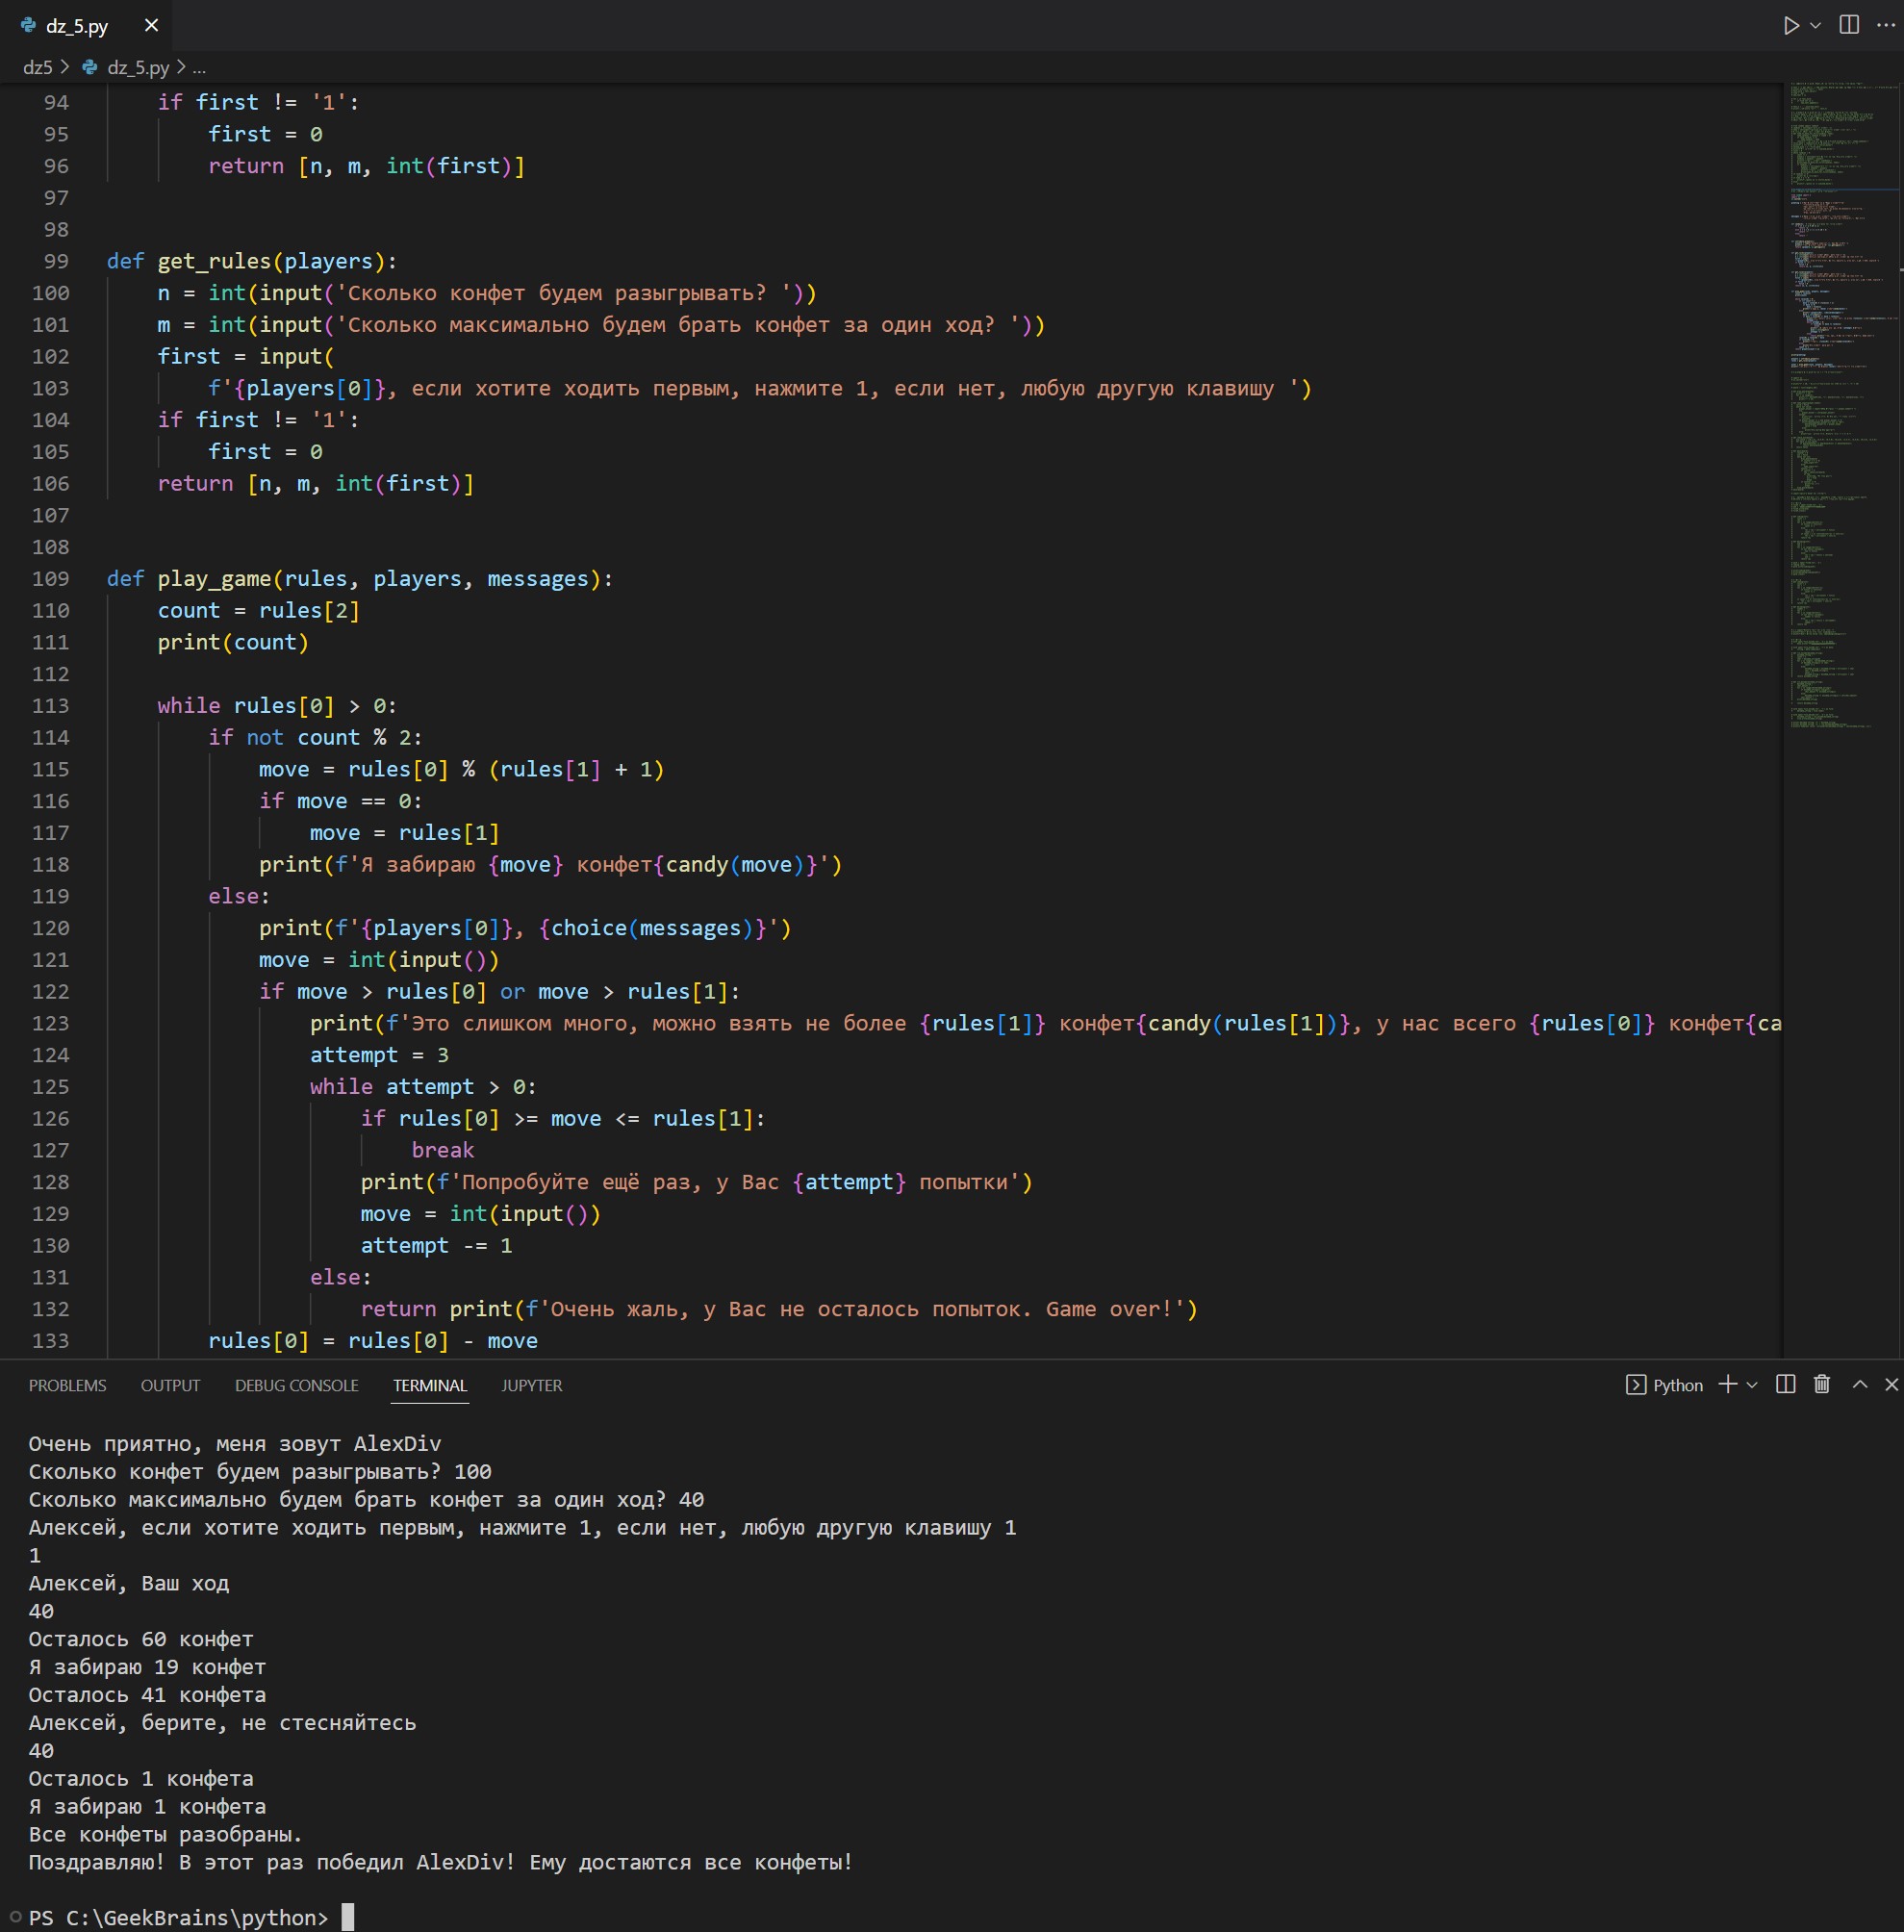 dz_5.py
dz5 > dz_5.py > ...
94 if first != '1':
95 first = 0
96 return [n, m, int(first)]
97
98
99 def get_rules(players):
100 n = int(input('Сколько конфет будем разыгрывать? '))
101 m = int(input('Сколько максимально будем брать конфет за один ход? '))
102 first = input(
103 f'{players[0]}, если хотите ходить первым, нажмите 1, если нет, любую другую клавишу ')
104 if first != '1':
105 first = 0
106 return [n, m, int(first)]
107
108
109 def play_game(rules, players, messages):
110 count = rules[2]
111 print(count)
112
113 while rules[0] > 0:
114 if not count % 2:
115 move = rules[0] % (rules[1] + 1)
116 if move == 0:
117 move = rules[1]
118 print(f'Я забираю {move} конфет{candy(move)}')
119 else:
120 print(f'{players[0]}, {choice(messages)}')
121 move = int(input())
122 if move > rules[0] or move > rules[1]:
123 print(f'Это слишком много, можно взять не более {rules[1]} конфет{candy(rules[1])}, у нас всего {rules[0]} конфет{ca
124 attempt = 3
125 while attempt > 0:
126 if rules[0] >= move <= rules[1]:
127 break
128 print(f'Попробуйте ещё раз, у Вас {attempt} попытки')
129 move = int(input())
130 attempt -= 1
131 else:
132 return print(f'Очень жаль, у Вас не осталось попыток. Game over!')
133 rules[0] = rules[0] - move
PROBLEMS OUTPUT DEBUG CONSOLE TERMINAL JUPYTER Python
Очень приятно, меня зовут AlexDiv
Сколько конфет будем разыгрывать? 100
Сколько максимально будем брать конфет за один ход? 40
Алексей, если хотите ходить первым, нажмите 1, если нет, любую другую клавишу 1
1
Алексей, Ваш ход
40
Осталось 60 конфет
Я забираю 19 конфет
Осталось 41 конфета
Алексей, берите, не стесняйтесь
40
Осталось 1 конфета
Я забираю 1 конфета
Все конфеты разобраны.
Поздравляю! В этот раз победил AlexDiv! Ему достаются все конфеты!
PS C:\GeekBrains\python>